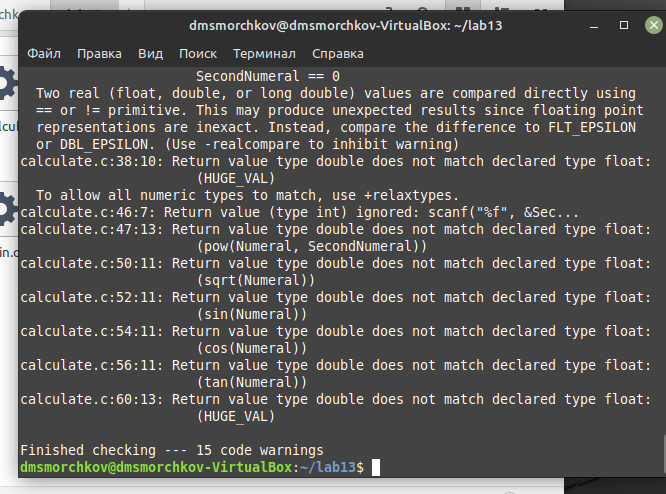 dmsmorchkov@dmsmorchkov-VirtualBox: ~/lab13
Файл Правка Вид Поиск Терминал Справка
SecondNumeral == 0
Two real (float, double, or long double) values are compared directly using
== or != primitive. This may produce unexpected results since floating point
representations are inexact. Instead, compare the difference to FLT_EPSILON
or DBL_EPSILON. (Use -realcompare to inhibit warning)
calculate.c:38:10: Return value type double does not match declared type float:
(HUGE_VAL)
To allow all numeric types to match, use +relaxtypes.
calculate.c:46:7: Return value (type int) ignored: scanf("%f", &Sec...
calculate.c:47:13: Return value type double does not match declared type float:
(pow(Numeral, SecondNumeral))
calculate.c:50:11: Return value type double does not match declared type float:
(sqrt(Numeral))
calculate.c:52:11: Return value type double does not match declared type float:
(sin(Numeral))
calculate.c:54:11: Return value type double does not match declared type float:
(cos(Numeral))
calculate.c:56:11: Return value type double does not match declared type float:
(tan(Numeral))
calculate.c:60:13: Return value type double does not match declared type float:
(HUGE_VAL)
Finished checking --- 15 code warnings
dmsmorchkov@dmsmorchkov-VirtualBox:~/lab13$